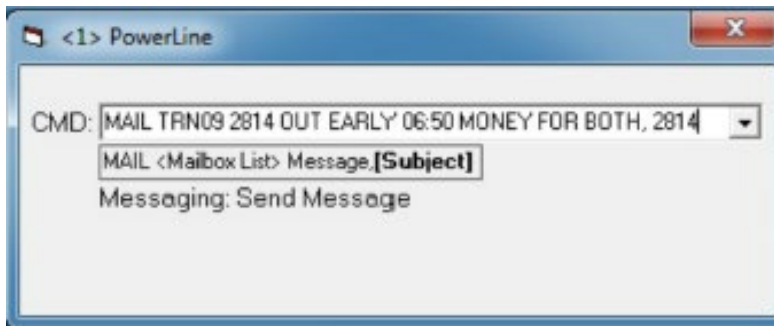 <1> PowerLine
CMD: MAIL TRN09 2814 OUT EARLY' 06:50 MONEY FOR BOTH, 2814
MAIL <Mailbox List> Message,[Subject]
Messaging: Send Message